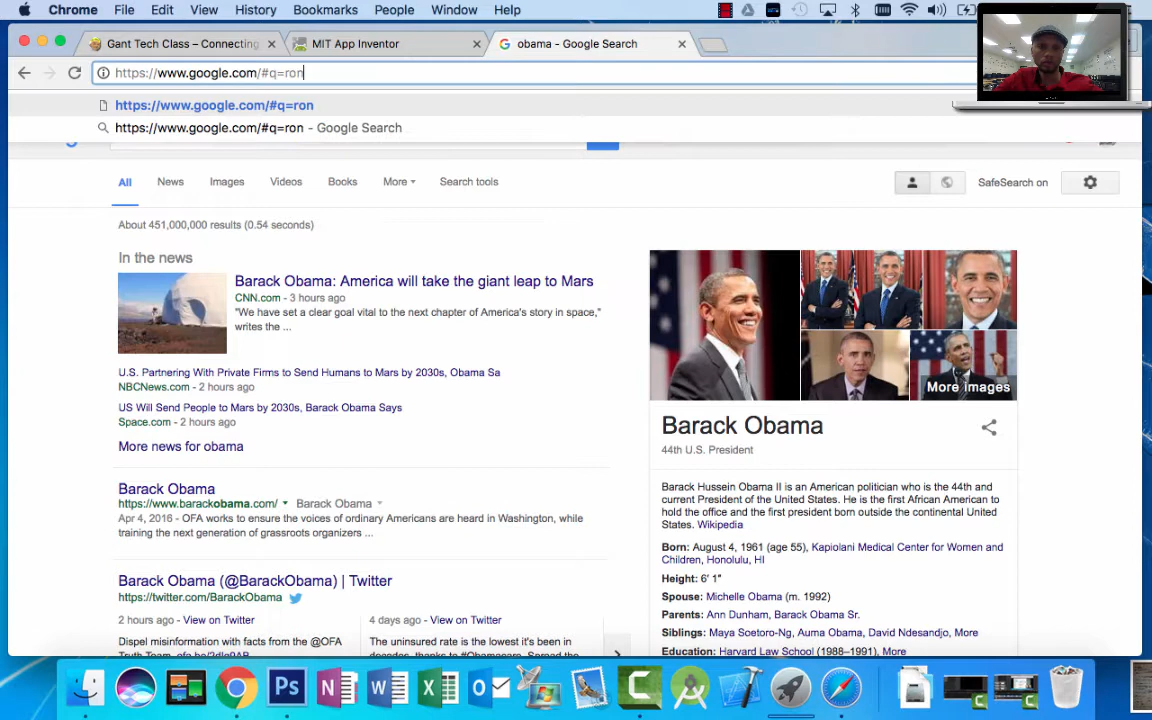 Chrome File Edit View History Bookmarks People Window Help
Gant Tech Class – Connecting
MIT App Inventor
obama - Google Search
https://www.google.com/#q=ron
https://www.google.com/#q=ron
https://www.google.com/#q=ron - Google Search
All News Images Videos Books More Search tools
SafeSearch on
About 451,000,000 results (0.54 seconds)
In the news
Barack Obama: America will take the giant leap to Mars
CNN.com - 3 hours ago
"We have set a clear goal vital to the next chapter of America's story in space,"
writes the ...
U.S. Partnering With Private Firms to Send Humans to Mars by 2030s, Obama Sa
NBCNews.com - 2 hours ago
US Will Send People to Mars by 2030s, Barack Obama Says
Space.com - 2 hours ago
More news for obama
Barack Obama
https://www.barackobama.com/ Barack Obama
Apr 4, 2016 - OFA works to ensure the voices of ordinary Americans are heard in Washington, while
training the next generation of grassroots organizers ...
Barack Obama (@BarackObama) | Twitter
https://twitter.com/BarackObama
2 hours ago - View on Twitter
4 days ago - View on Twitter
Dispel misinformation with facts from the @OFA
The uninsured rate is the lowest it's been in
Truth Team. ofa.bo/2dIg9AB
decades, thanks to #Obamacare. Join the
More images
Barack Obama
44th U.S. President
Barack Hussein Obama II is an American politician who is the 44th and
current President of the United States. He is the first African American to
hold the office and the first president born outside the continental United
States. Wikipedia
Born: August 4, 1961 (age 55), Kapiolani Medical Center for Women and
Children, Honolulu, HI
Height: 6′ 1″
Spouse: Michelle Obama (m. 1992)
Parents: Ann Dunham, Barack Obama Sr.
Siblings: Maya Soetoro-Ng, Auma Obama, David Ndesandjo, More
Education: Harvard Law School (1988–1991), More
Ps